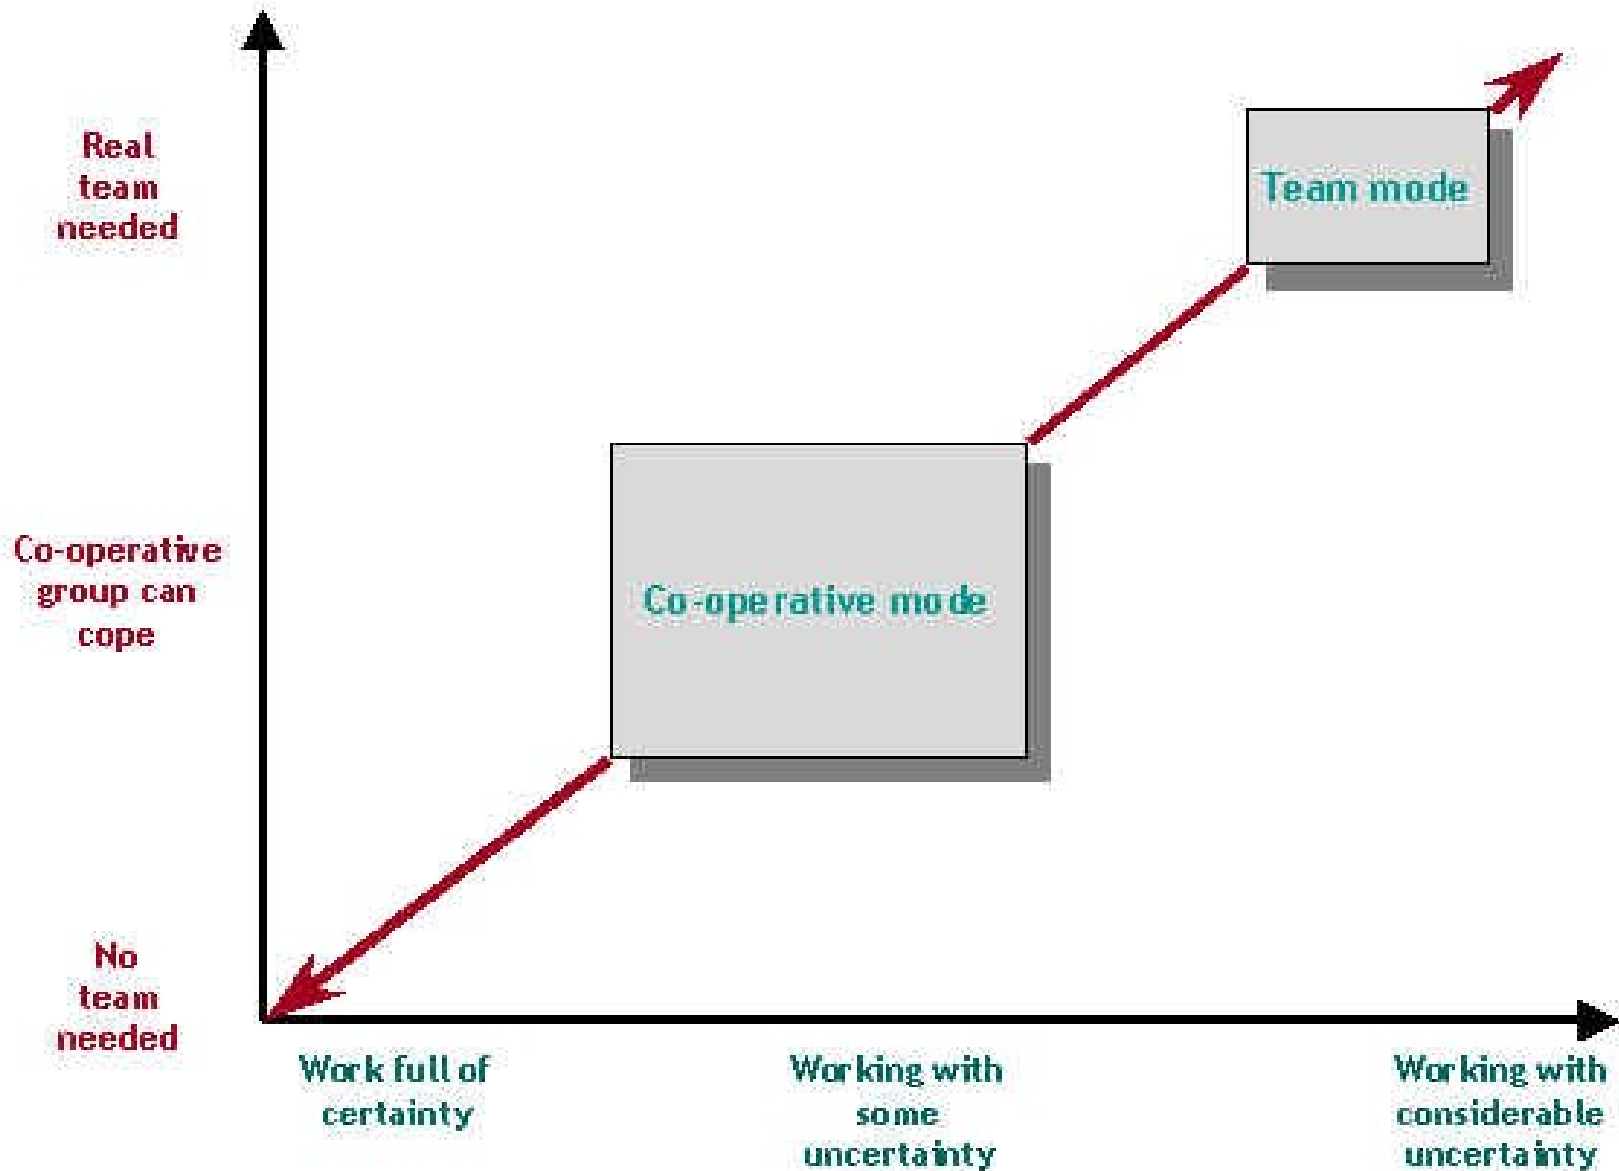 Real
team
needed
Team mode
Co-operative
group can
cope
Co-operative mode
No
team
needed
Work full of
certainty
Working with
some
uncertainty
Working with
considerable
uncertainty